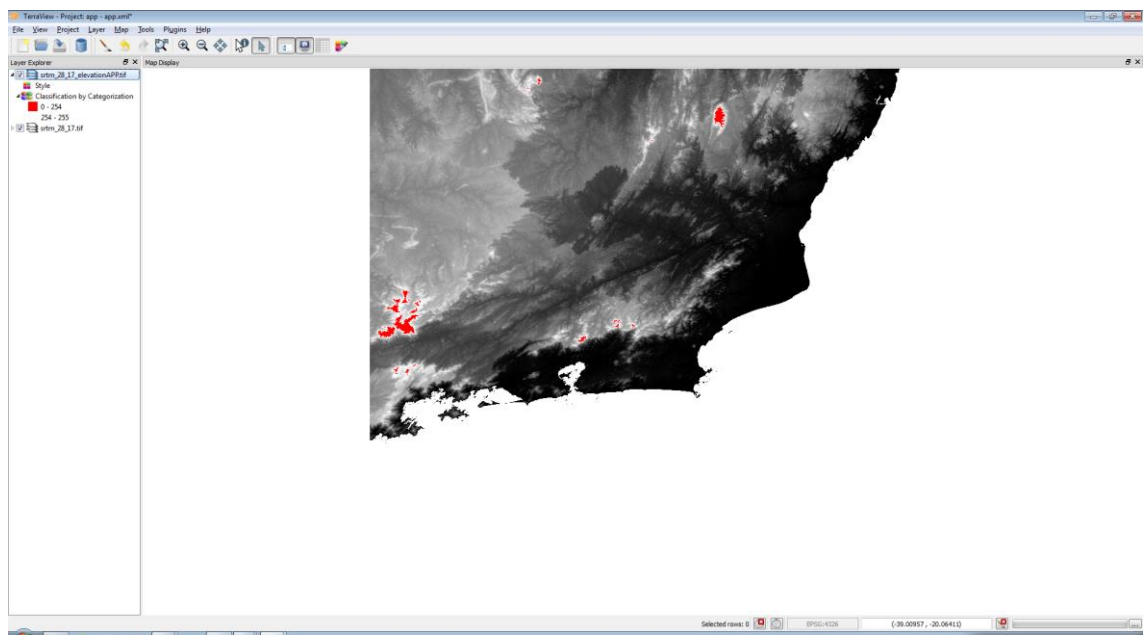 TerraView - Project: app - app.xml*
File View Project Layer Map Tools Plugins Help
Layer Explorer
Map Display
srtm_28_17_elevationAPP.tif
Style
Classification by Categorization
0 - 254
254 - 255
srtm_28_17.tif
Selected rows: 0
EPSG:4326
(-39.00957 , -20.06411)
...